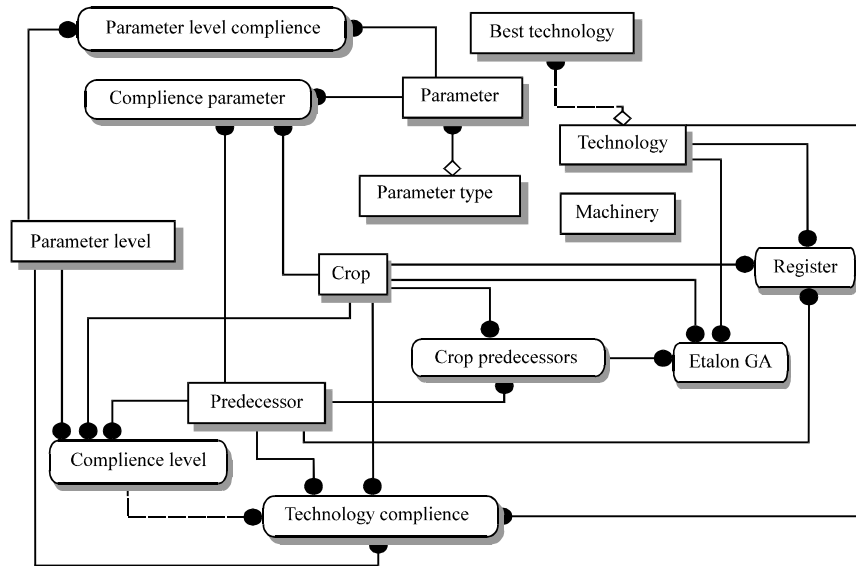 Parameter level complience
Best technology
Complience parameter
Parameter
Technology
Parameter type
Machinery
Parameter level
Crop
Register
Crop predecessors
Etalon GA
Predecessor
Complience level
Technology complience